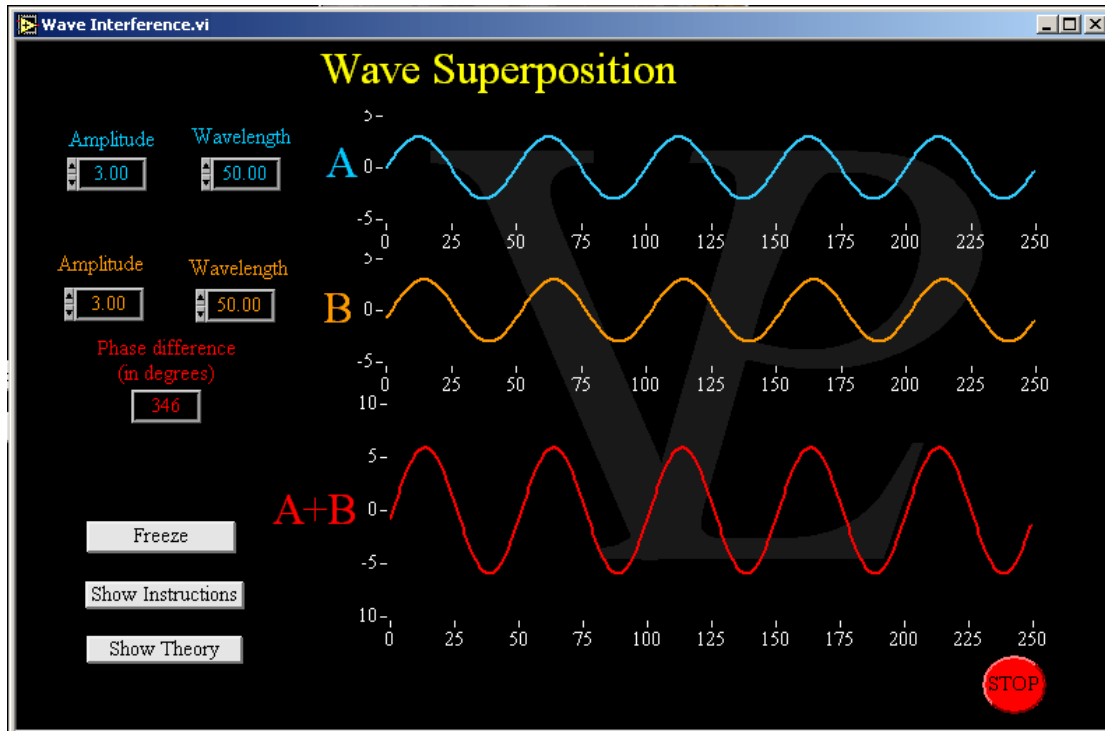 Wave Interference.vi
Wave Superposition
Amplitude Wavelength
3.00 50.00
A
5
0
-5
0 25 50 75 100 125 150 175 200 225 250
Amplitude Wavelength
3.00 50.00
B
5
0
-5
0 25 50 75 100 125 150 175 200 225 250
Phase difference
(in degrees)
346
A+B
10
5
0
-5
10
0 25 50 75 100 125 150 175 200 225 250
Freeze
Show Instructions
Show Theory
STOP
VPL